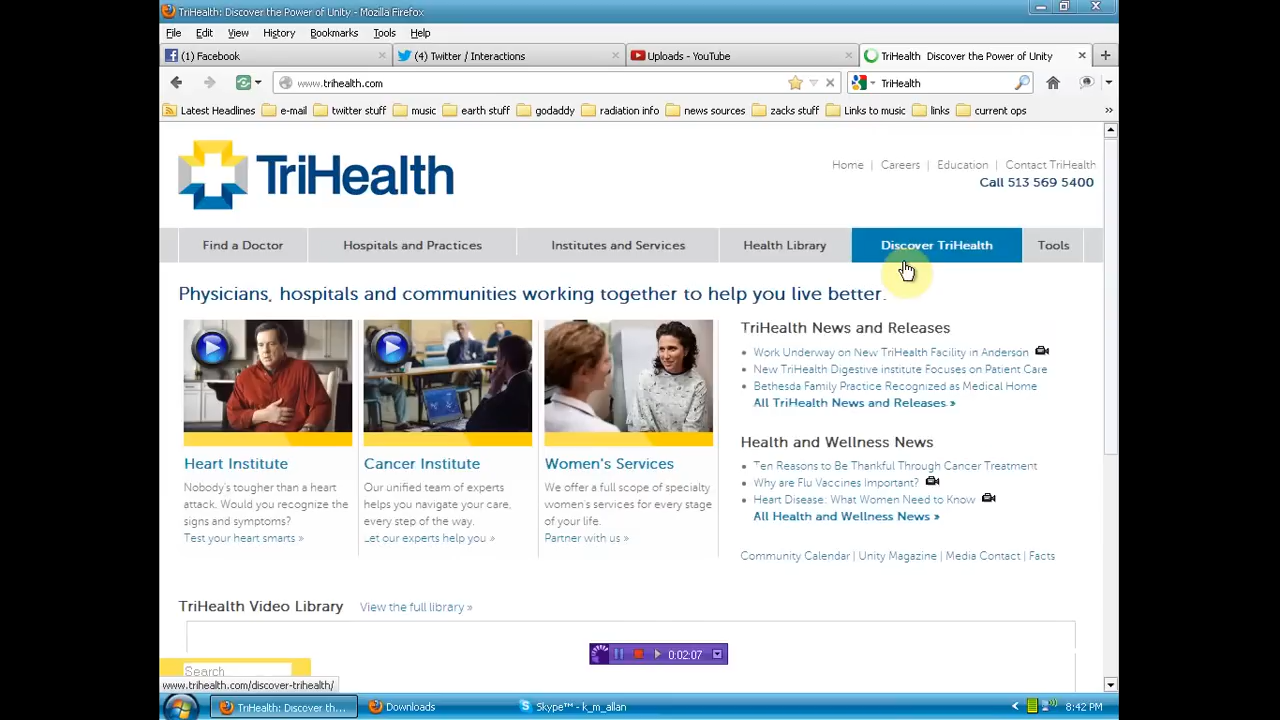 TriHealth: Discover the Power of Unity - Mozilla Firefox
File Edit View History Bookmarks Tools Help
(1) Facebook
(4) Twitter / Interactions
Uploads - YouTube
TriHealth Discover the Power of Unity
www.trihealth.com
TriHealth
Latest Headlines e-mail twitter stuff music earth stuff godaddy radiation info news sources zacks stuff Links to music links current ops
TriHealth
Home | Careers | Education | Contact TriHealth
Call 513 569 5400
Find a Doctor Hospitals and Practices Institutes and Services Health Library Discover TriHealth Tools
Physicians, hospitals and communities working together to help you live better.
Heart Institute
Nobody's tougher than a heart
attack. Would you recognize the
signs and symptoms?
Test your heart smarts »
Cancer Institute
Our unified team of experts
helps you navigate your care,
every step of the way.
Let our experts help you »
Women's Services
We offer a full scope of specialty
women's services for every stage
of your life.
Partner with us »
TriHealth News and Releases
Work Underway on New TriHealth Facility in Anderson
New TriHealth Digestive Institute Focuses on Patient Care
Bethesda Family Practice Recognized as Medical Home
All TriHealth News and Releases »
Health and Wellness News
Ten Reasons to Be Thankful Through Cancer Treatment
Why are Flu Vaccines Important?
Heart Disease: What Women Need to Know
All Health and Wellness News »
Community Calendar | Unity Magazine | Media Contact | Facts
TriHealth Video Library View the full library »
0:02:07
Search
www.trihealth.com/discover-trihealth/
TriHealth: Discover th...
Downloads
Skype™ - k_m_allan
8:42 PM